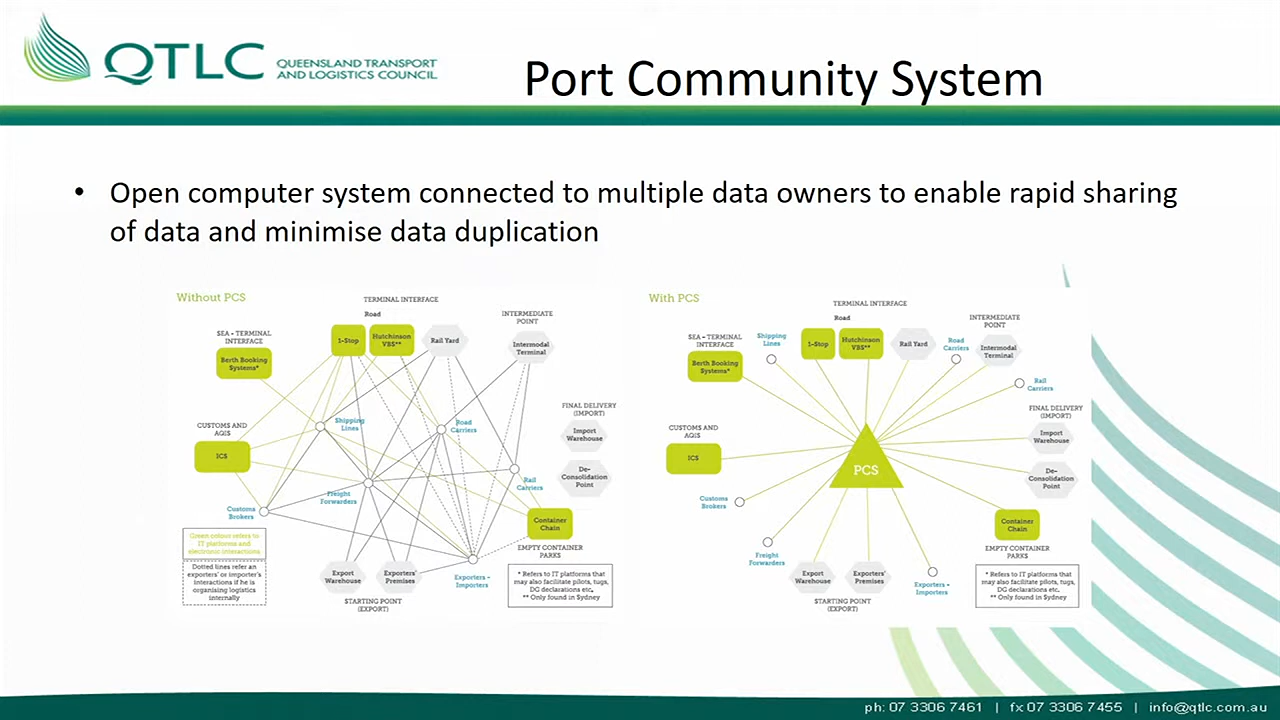 QTLC
QUEENSLAND TRANSPORT
AND LOGISTICS COUNCIL
Port Community System
• Open computer system connected to multiple data owners to enable rapid sharing
of data and minimise data duplication
Without PCS
TERMINAL INTERFACE
Road
SEA - TERMINAL
INTERFACE
Berth Booking
Systems*
1-Stop
Hutchinson
VBS**
Rail Yard
INTERMEDIATE
POINT
Intermodal
Terminal
CUSTOMS AND
AGIS
ICS
Shipping
Lines
Road
Carriers
FINAL DELIVERY
(IMPORT)
Import
Warehouse
De-
Consolidation
Point
Freight
Forwarders
Rail
Carriers
Customs
Brokers
Container
Chain
EMPTY CONTAINER
PARKS
Green colour refers to
IT platforms and
electronic interactions
Dotted lines refer an
exporters' or importer's
interactions if he is
organising logistics
internally
Export
Warehouse
Exporters'
Premises
STARTING POINT
(EXPORT)
Exporters -
Importers
* Refers to IT platforms that
may also facilitate pilots, tugs,
DG declarations etc.
** Only found in Sydney
With PCS
TERMINAL INTERFACE
Road
SEA - TERMINAL
INTERFACE
Berth Booking
Systems*
Shipping
Lines
1-Stop
Hutchinson
VBS**
Rail Yard
Road
Carriers
INTERMEDIATE
POINT
Intermodal
Terminal
Rail
Carriers
CUSTOMS AND
AGIS
ICS
FINAL DELIVERY
(IMPORT)
Import
Warehouse
PCS
De-
Consolidation
Point
Customs
Brokers
Container
Chain
EMPTY CONTAINER
PARKS
Freight
Forwarders
Export
Warehouse
Exporters'
Premises
STARTING POINT
(EXPORT)
Exporters -
Importers
* Refers to IT platforms that
may also facilitate pilots, tugs,
DG declarations etc.
** Only found in Sydney
ph: 07 3306 7461 | fx 07 3306 7455 | info@qtlc.com.au